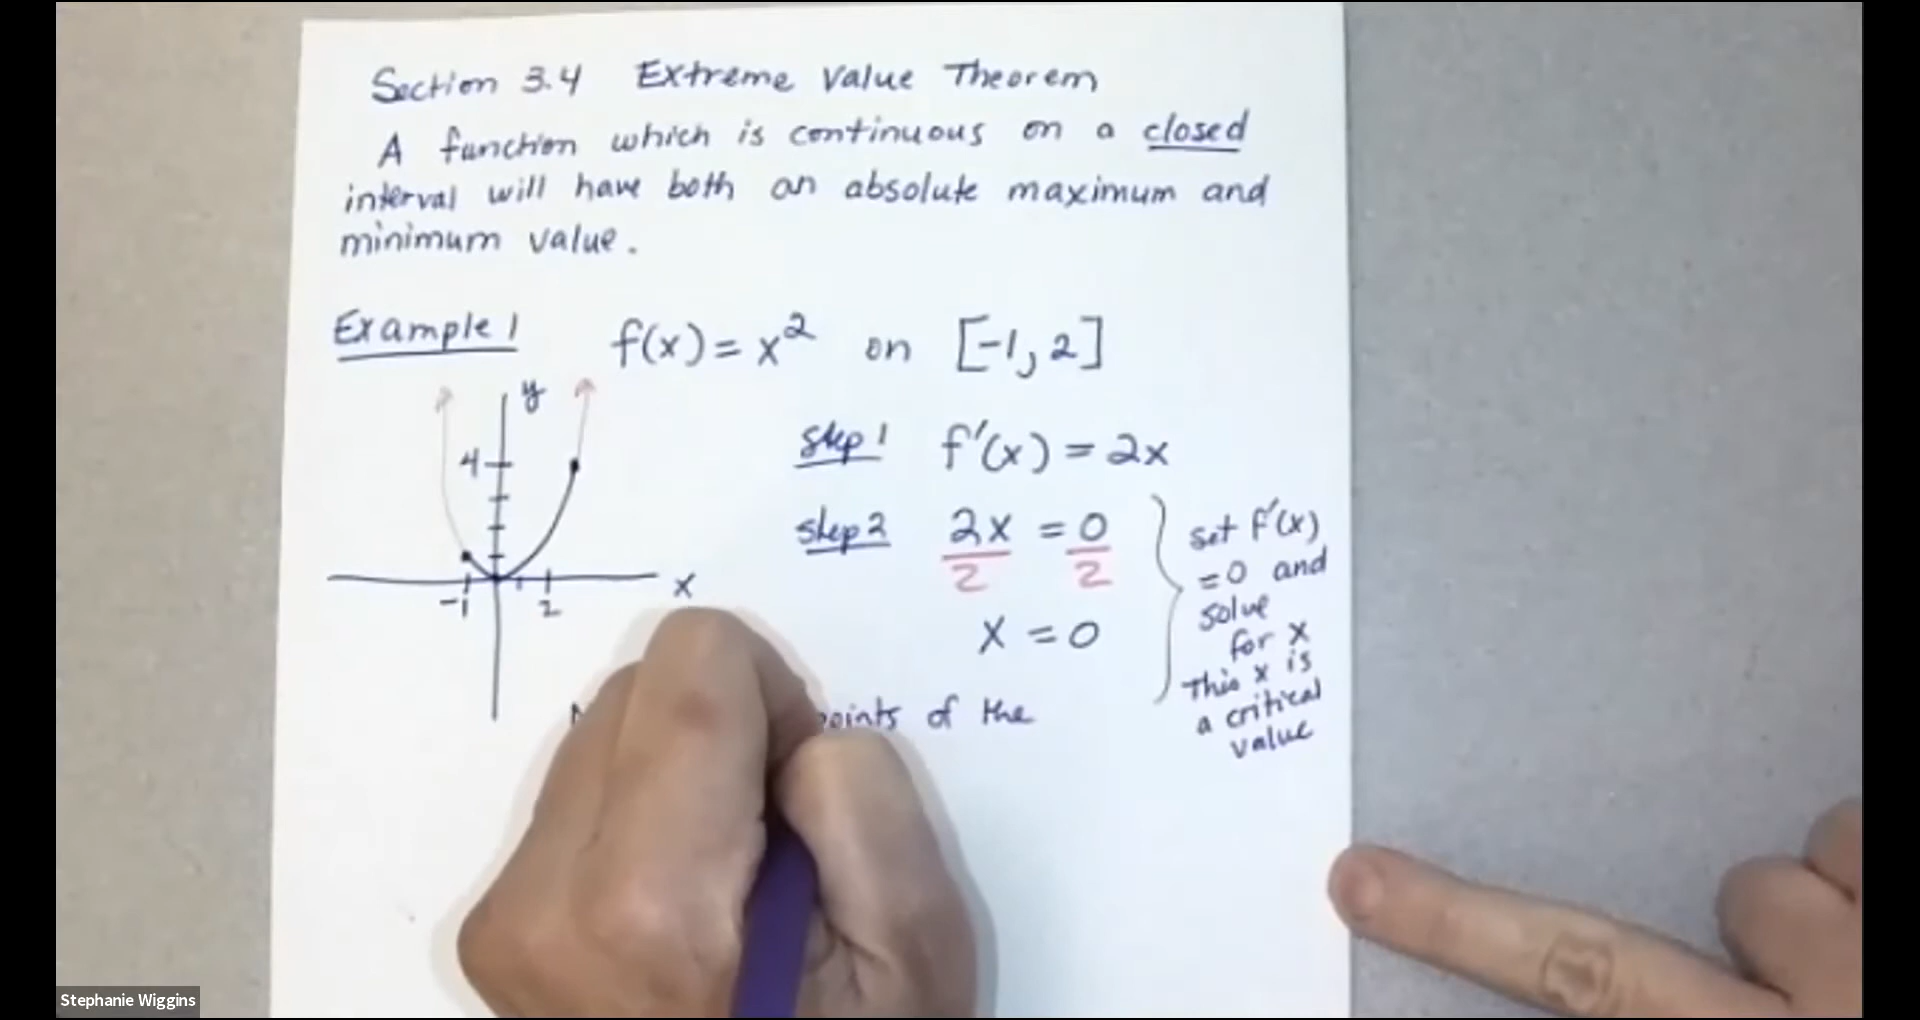 Section 3.4 Extreme Value Theorem
A function which is continuous on a closed
interval will have both an absolute maximum and
minimum value.
Example 1 f(x) = x² on [-1, 2]
y
4
-1 2 x
Step 1 f'(x) = 2x
Step 2 2x = 0
2 2
x = 0
set f'(x)
= 0 and
solve
for x
This x is
a critical
value
points of the
Stephanie Wiggins